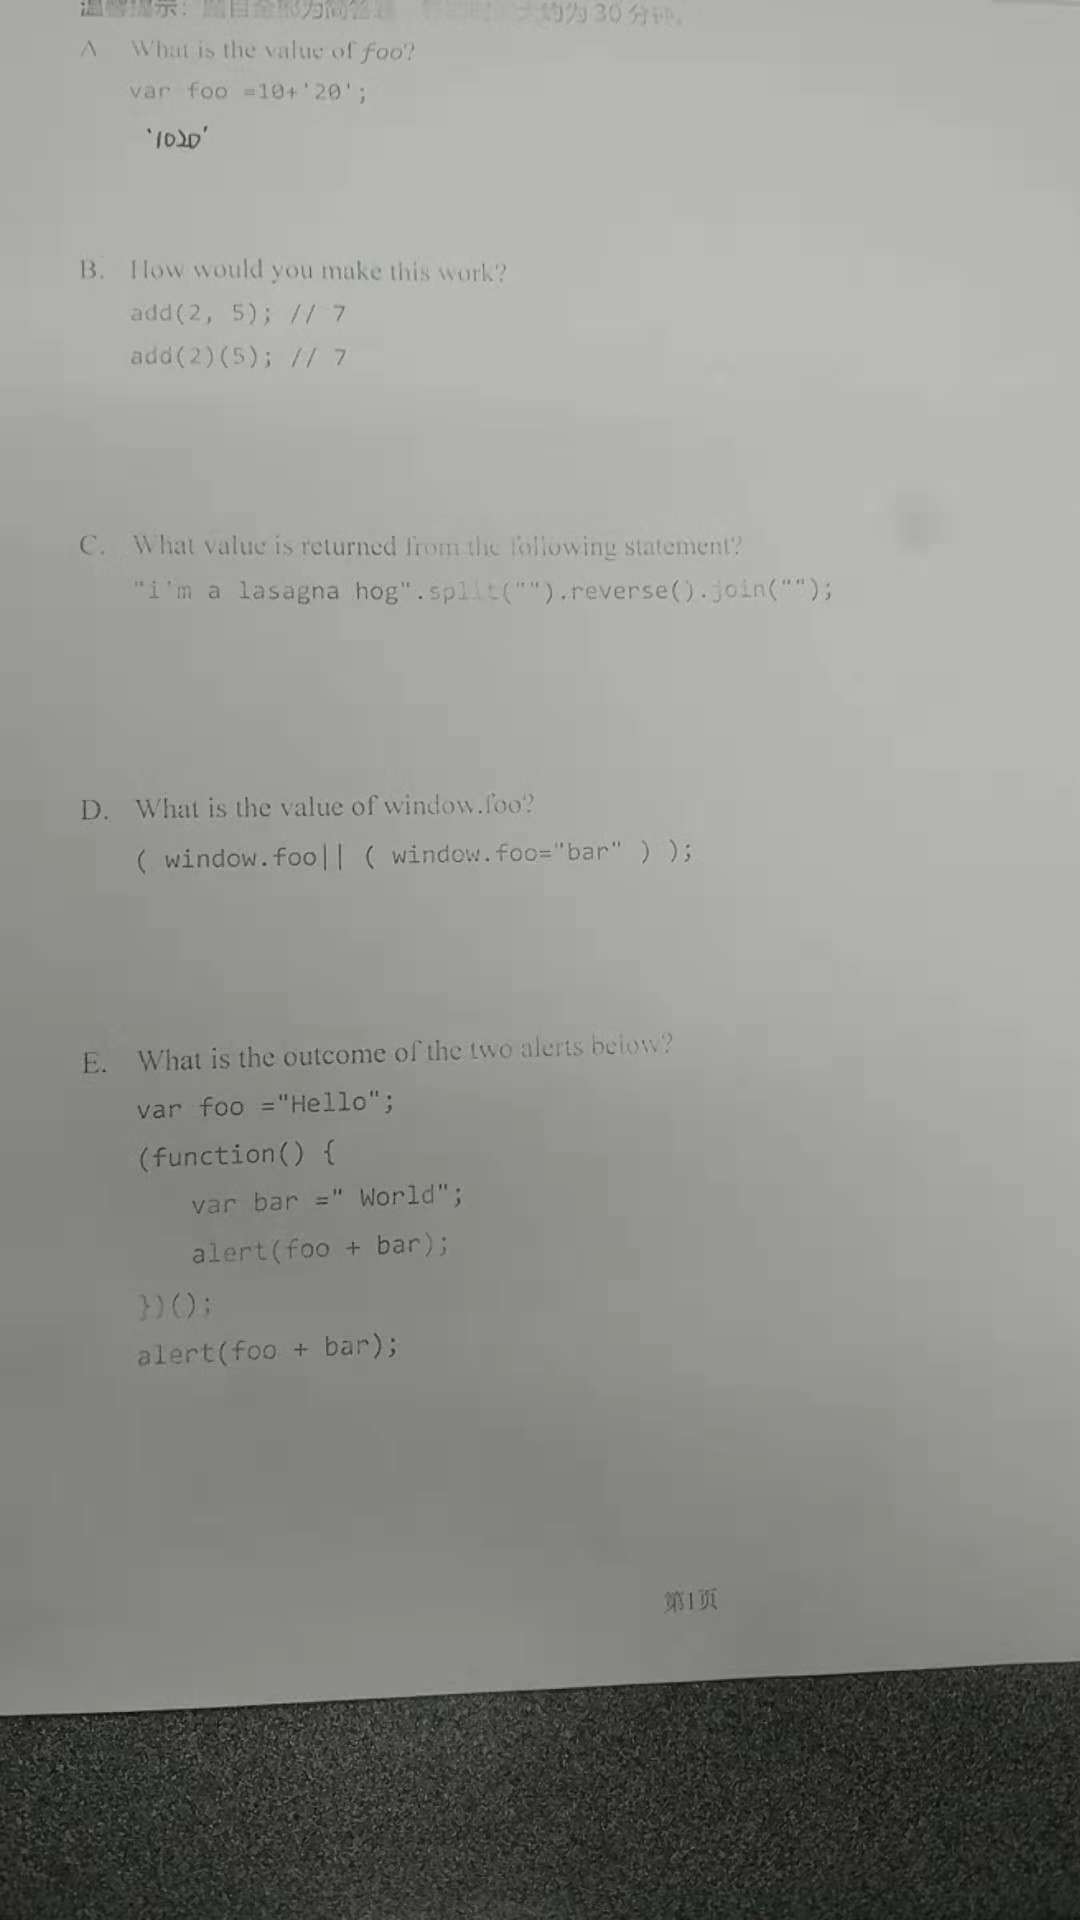 温馨提示：题目全部为简答题 大约为 30 分钟。
A What is the value of foo?
var foo =10+'20';
'1020'
B. How would you make this work?
add(2, 5); // 7
add(2)(5); // 7
C. What value is returned from the following statement?
"i'm a lasagna hog".split("").reverse().join("");
D. What is the value of window.foo?
( window.foo|| ( window.foo="bar" ) );
E. What is the outcome of the two alerts below?
var foo ="Hello";
(function() {
var bar =" World";
alert(foo + bar);
})();
alert(foo + bar);
第1页